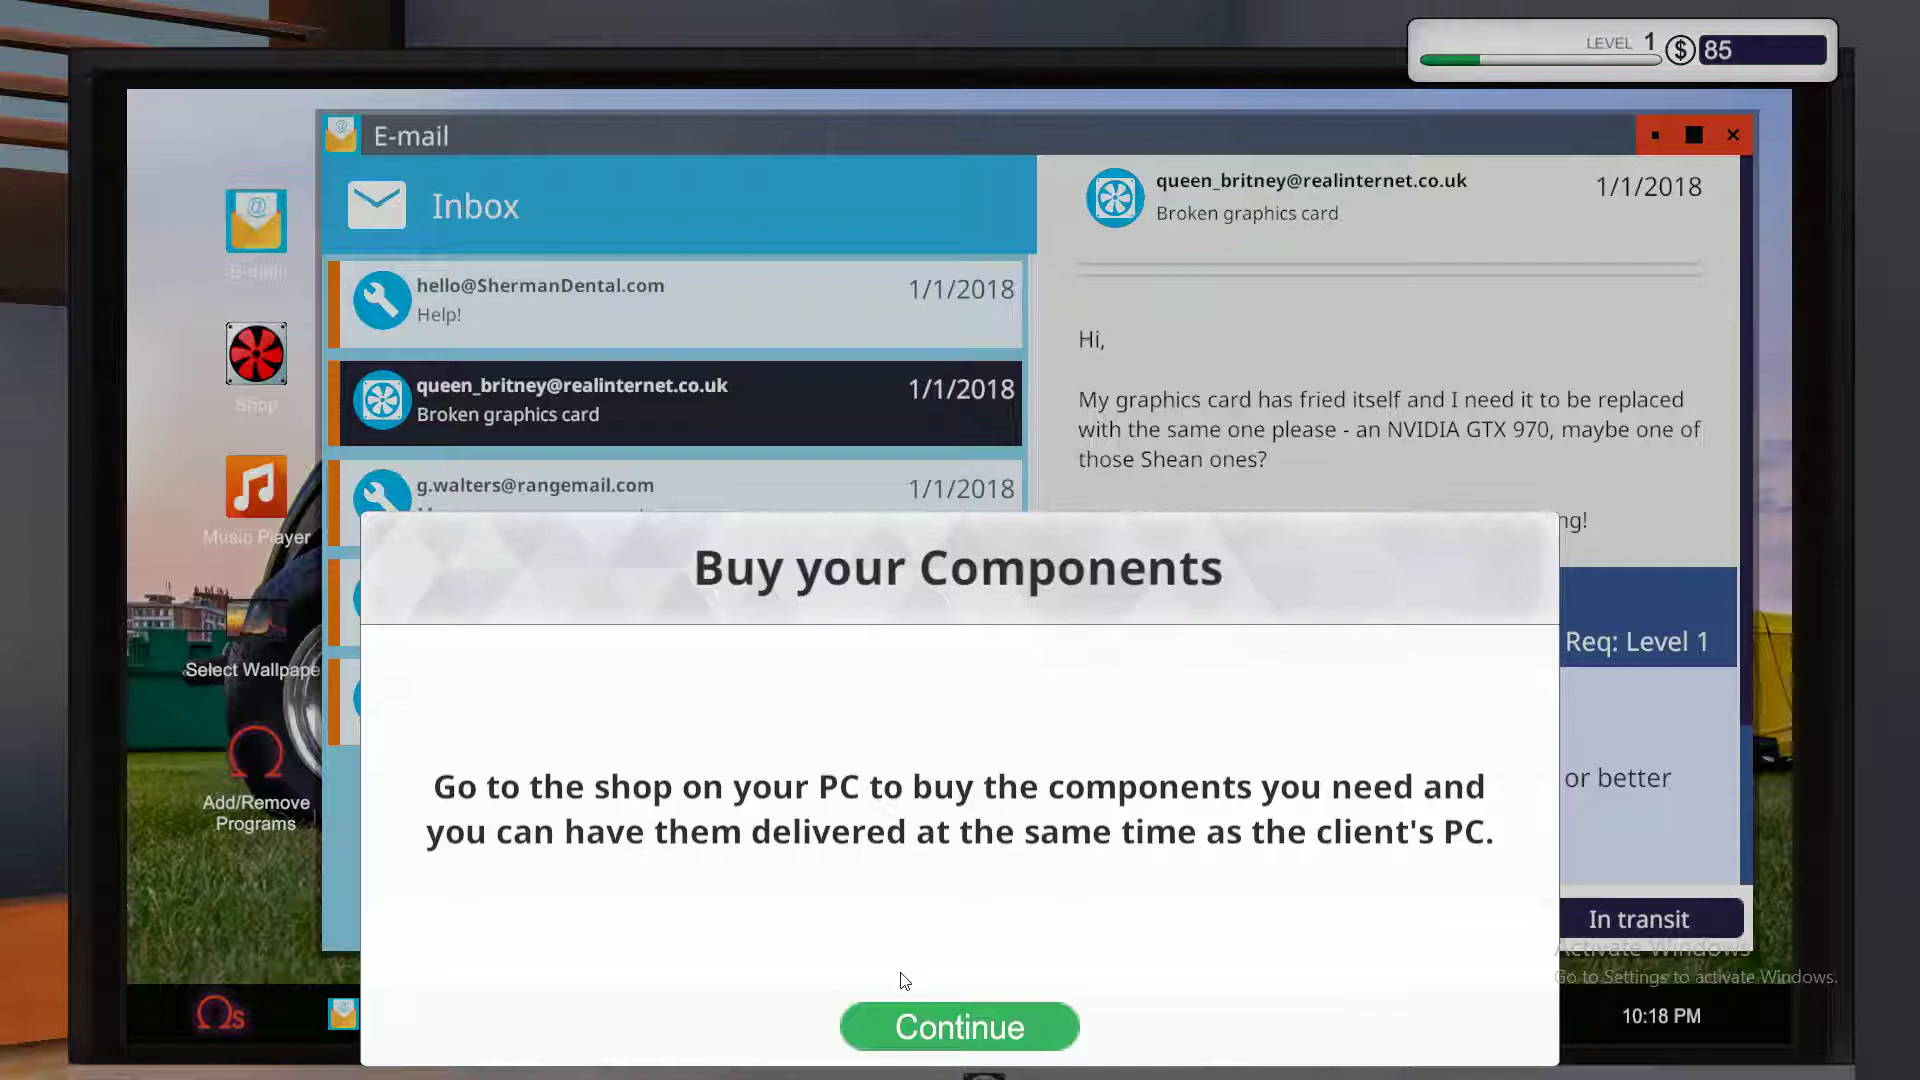 LEVEL 1 $ 85
E-mail
Inbox
queen_britney@realinternet.co.uk 1/1/2018
Broken graphics card
E-mail
hello@ShermanDental.com 1/1/2018
Help!
Shop
queen_britney@realinternet.co.uk 1/1/2018
Broken graphics card
Hi,
My graphics card has fried itself and I need it to be replaced
with the same one please - an NVIDIA GTX 970, maybe one of
those Shean ones?
g.walters@rangemail.com 1/1/2018
Music Player
ng!
Buy your Components
Req: Level 1
Select Wallpape
Go to the shop on your PC to buy the components you need and
you can have them delivered at the same time as the client's PC.
or better
Add/Remove
Programs
In transit
Activate Windows
Go to Settings to activate Windows.
Ωs
Continue
10:18 PM